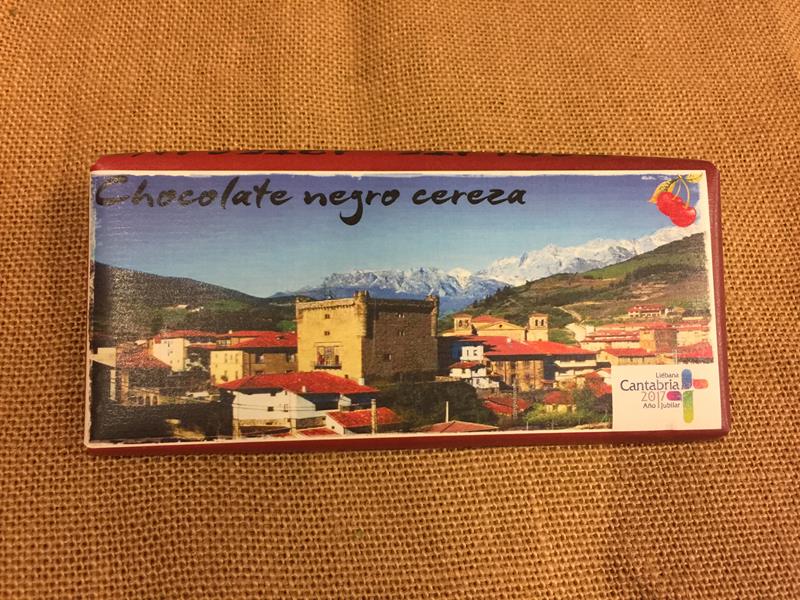 Chocolate negro cereza
Liébana
Cantabria
2017
Año Jubilar